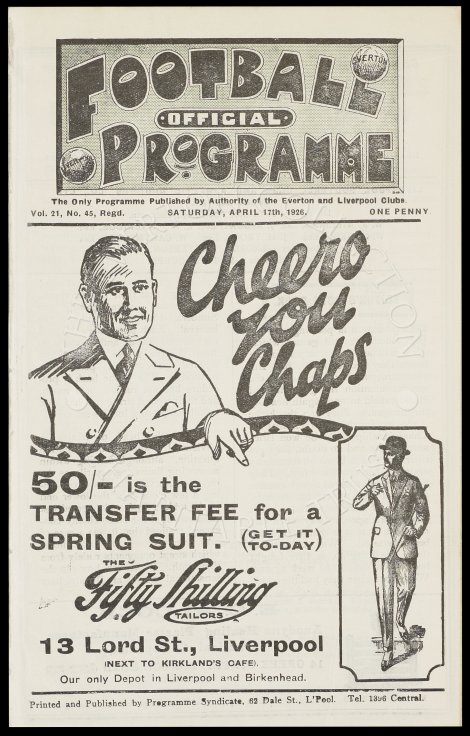 FOOTBALL
EVERTON
OFFICIAL
PROGRAMME
The Only Programme Published by Authority of the Everton and Liverpool Clubs.
Vol. 21, No. 45, Regd. SATURDAY, APRIL 17th, 1926. ONE PENNY
Cheero
you
Chaps
50/- is the
TRANSFER FEE for a
SPRING SUIT. (GET IT TO-DAY)
THE
Fifty Shilling
TAILORS
13 Lord St., Liverpool
(NEXT TO KIRKLAND'S CAFE).
Our only Depot in Liverpool and Birkenhead.
Printed and Published by Programme Syndicate, 62 Dale St., L'Pool. Tel. 1396 Central.